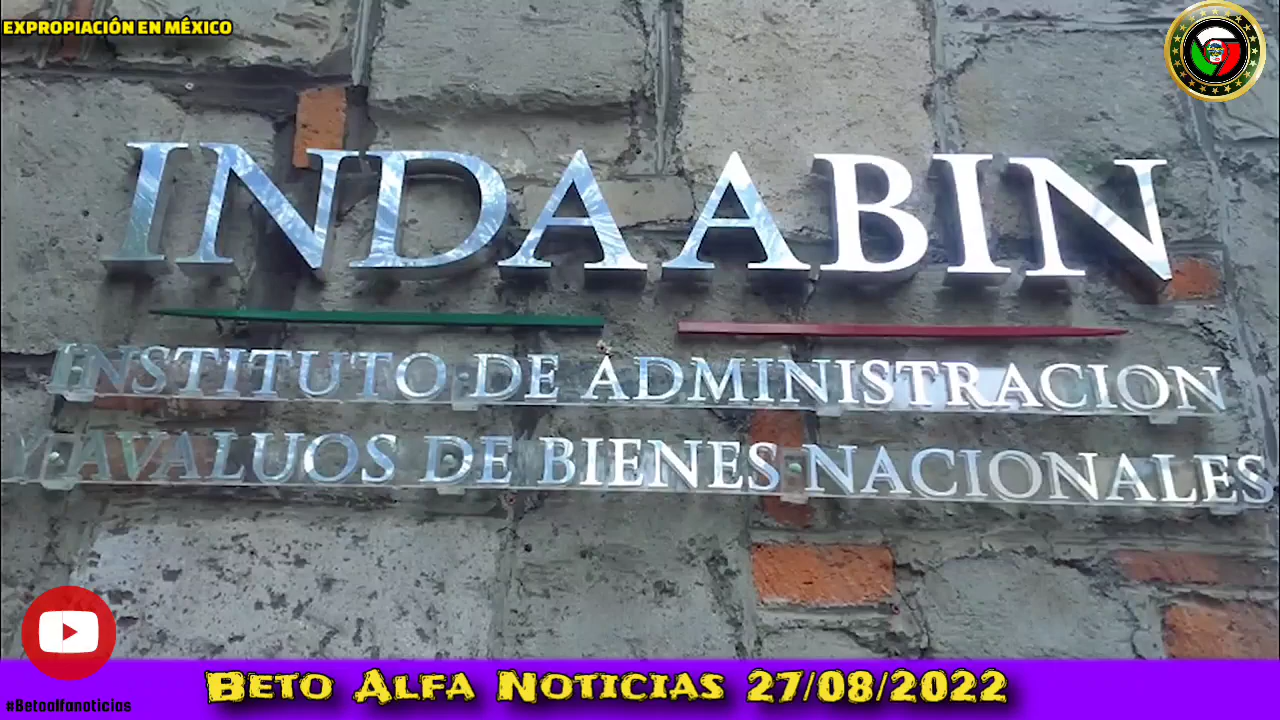 EXPROPIACIÓN EN MÉXICO
INDAABIN
INSTITUTO DE ADMINISTRACION
Y AVALUOS DE BIENES NACIONALES
BETO ALFA NOTICIAS 27/08/2022
#Betoalfanoticias